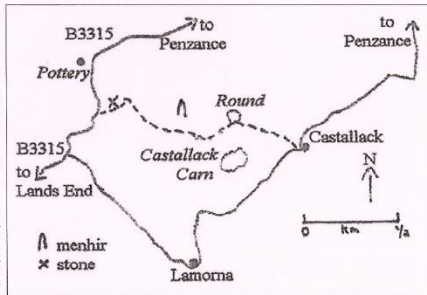 B3315
to
Penzance
to
Penzance
Pottery
Round
B3315
to
Lands End
Castallack
Castallack
Carn
N
menhir
stone
0 km 1/2
Lamorna